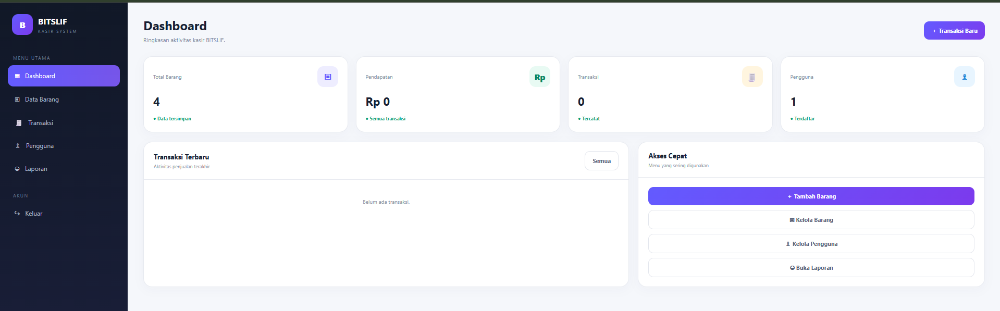 B
BITSLIF
KASIR SYSTEM
MENU UTAMA
Dashboard
Data Barang
Transaksi
Pengguna
Laporan
AKUN
Keluar
Dashboard
Ringkasan aktivitas kasir BITSLIF.
+ Transaksi Baru
Total Barang
4
• Data tersimpan
Pendapatan
Rp
Rp 0
• Semua transaksi
Transaksi
0
• Tercatat
Pengguna
1
• Terdaftar
Transaksi Terbaru
Aktivitas penjualan terakhir
Semua
Belum ada transaksi.
Akses Cepat
Menu yang sering digunakan
+ Tambah Barang
Kelola Barang
Kelola Pengguna
Buka Laporan